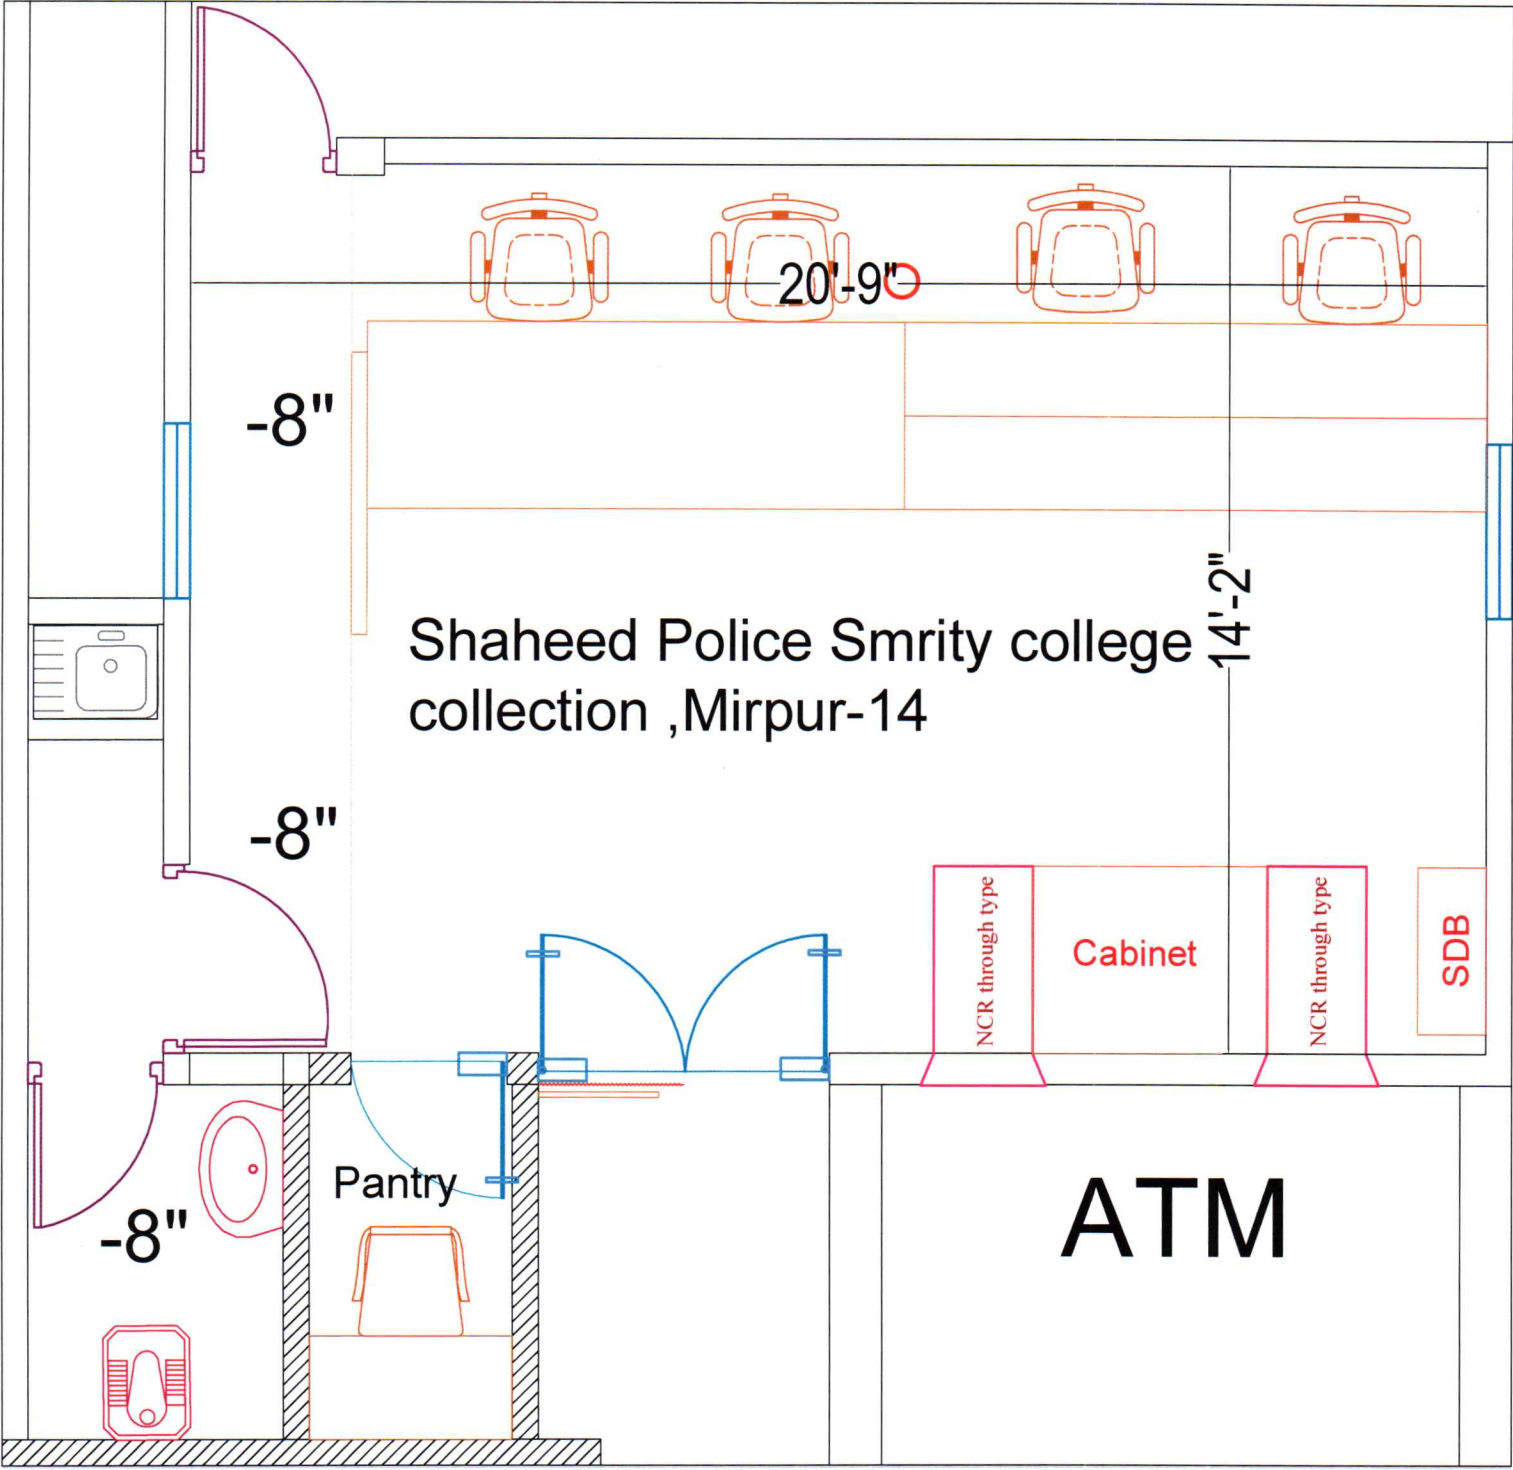 20'-9"
-8"
14'-2"
Shaheed Police Smrity college
collection ,Mirpur-14
-8"
NCR through type
Cabinet
NCR through type
SDB
Pantry
ATM
-8"